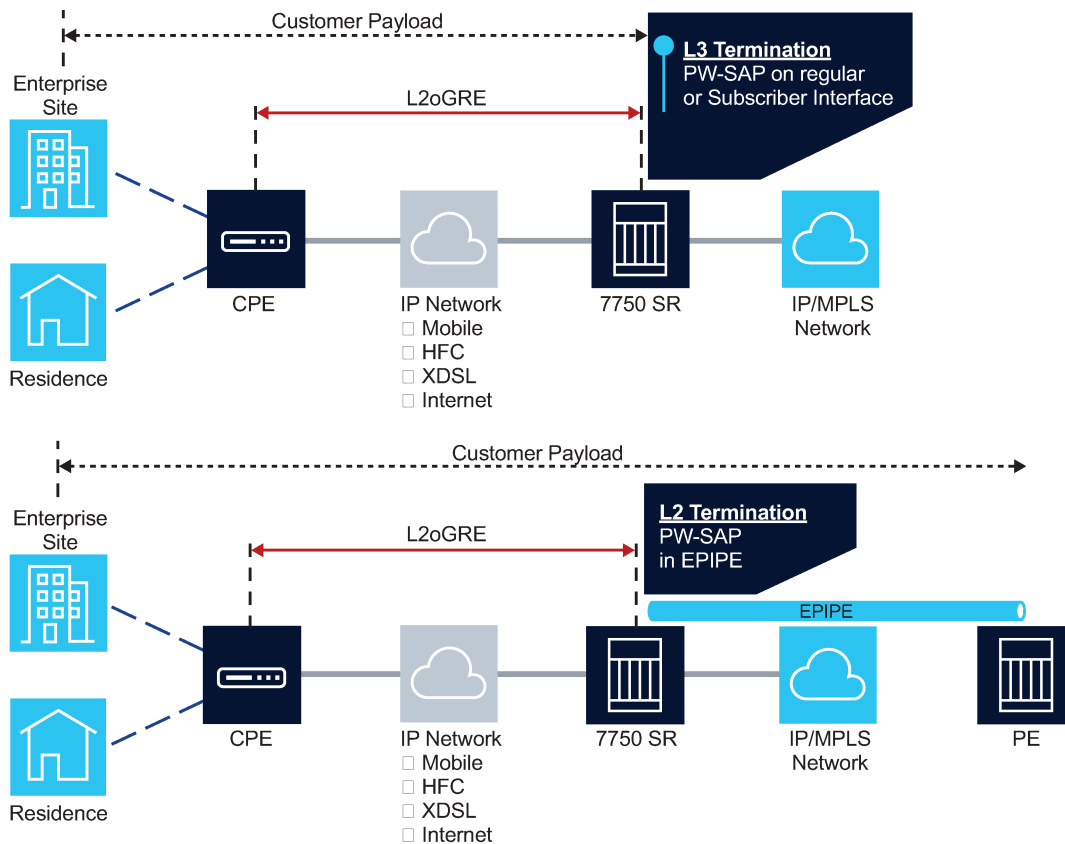 Customer Payload
L3 Termination
PW-SAP on regular
or Subscriber Interface
Enterprise
Site
L2oGRE
CPE
IP Network
Mobile
HFC
XDSL
Internet
7750 SR
IP/MPLS
Network
Residence
Customer Payload
L2 Termination
PW-SAP
in EPIPE
Enterprise
Site
L2oGRE
EPIPE
CPE
IP Network
Mobile
HFC
XDSL
Internet
7750 SR
IP/MPLS
Network
PE
Residence